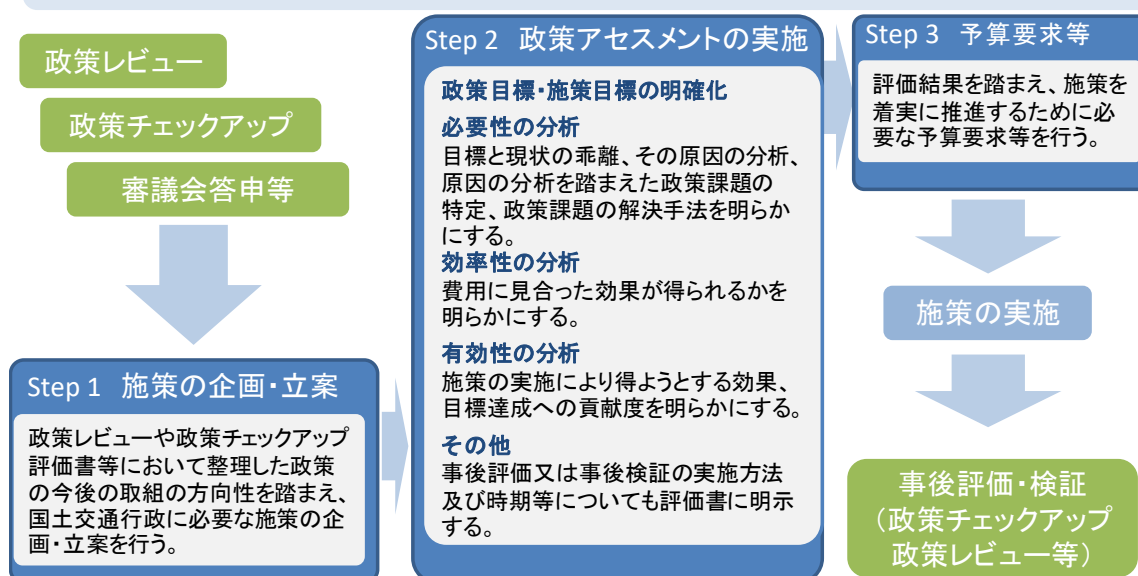 政策レビュー
政策チェックアップ
審議会答申等
Step 1 施策の企画・立案
政策レビューや政策チェックアップ
評価書等において整理した政策
の今後の取組の方向性を踏まえ、
国土交通行政に必要な施策の企
画・立案を行う。
Step 2 政策アセスメントの実施
政策目標・施策目標の明確化
必要性の分析
目標と現状の乖離、その原因の分析、
原因の分析を踏まえた政策課題の
特定、政策課題の解決手法を明らか
にする。
効率性の分析
費用に見合った効果が得られるかを
明らかにする。
有効性の分析
施策の実施により得ようとする効果、
目標達成への貢献度を明らかにする。
その他
事後評価又は事後検証の実施方法
及び時期等についても評価書に明示
する。
Step 3 予算要求等
評価結果を踏まえ、施策を
着実に推進するために必
要な予算要求等を行う。
施策の実施
事後評価・検証
（政策チェックアップ
政策レビュー等）